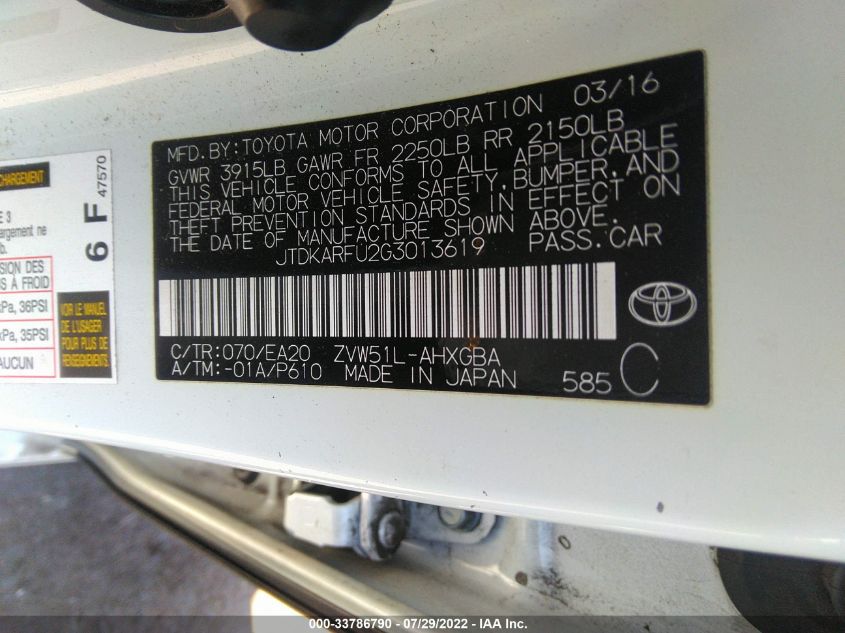 CHARGEMENT
E 3
hargement ne
b.
SION DES
S À FROID
kPa, 36PSI
kPa, 35PSI
AUCUN
6 F 47570
VOIR LE MANUEL
DE L'USAGER
POUR PLUS DE
RENSEIGNEMENTS
MFD.BY:TOYOTA MOTOR CORPORATION 03/16
GVWR 3915LB GAWR FR 2250LB RR 2150LB
THIS VEHICLE CONFORMS TO ALL APPLICABLE
FEDERAL MOTOR VEHICLE SAFETY,BUMPER,AND
THEFT PREVENTION STANDARDS IN EFFECT ON
THE DATE OF MANUFACTURE SHOWN ABOVE.
JTDKARFU2G3013619 PASS.CAR
C/TR:070/EA20 ZVW51L-AHXGBA
A/TM:-01A/P610 MADE IN JAPAN 585 C
000-33786790 - 07/29/2022 - IAA Inc.